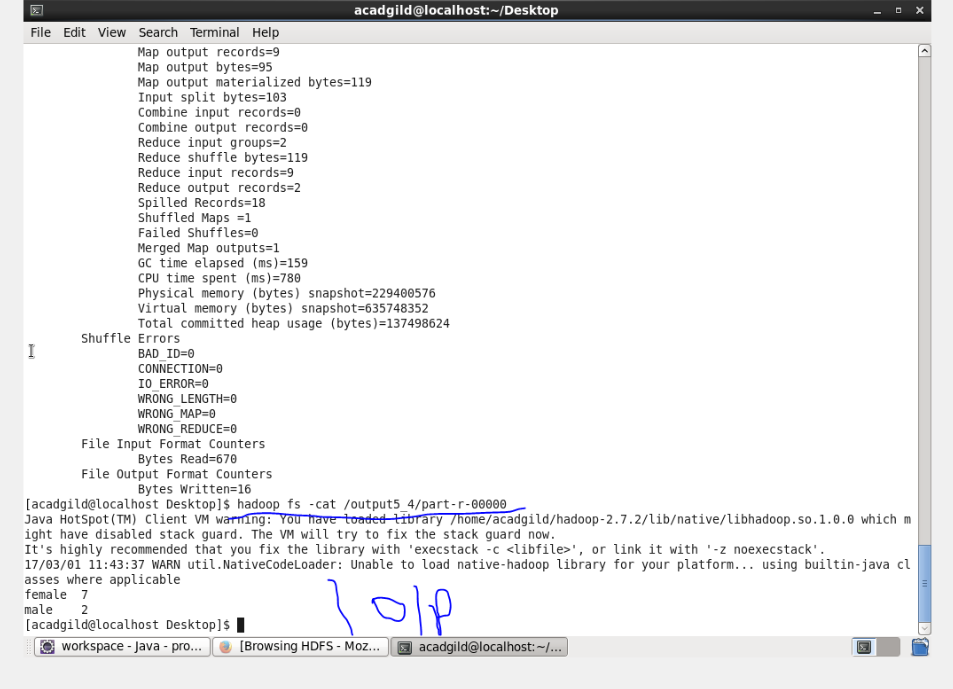 acadgild@localhost:~/Desktop
File Edit View Search Terminal Help
Map output records=9
Map output bytes=95
Map output materialized bytes=119
Input split bytes=103
Combine input records=0
Combine output records=0
Reduce input groups=2
Reduce shuffle bytes=119
Reduce input records=9
Reduce output records=2
Spilled Records=18
Shuffled Maps =1
Failed Shuffles=0
Merged Map outputs=1
GC time elapsed (ms)=159
CPU time spent (ms)=780
Physical memory (bytes) snapshot=229400576
Virtual memory (bytes) snapshot=635748352
Total committed heap usage (bytes)=137498624
Shuffle Errors
BAD_ID=0
CONNECTION=0
IO_ERROR=0
WRONG_LENGTH=0
WRONG_MAP=0
WRONG_REDUCE=0
File Input Format Counters
Bytes Read=670
File Output Format Counters
Bytes Written=16
[acadgild@localhost Desktop]$ hadoop fs -cat /output5_4/part-r-00000
Java HotSpot(TM) Client VM warning: You have loaded library /home/acadgild/hadoop-2.7.2/lib/native/libhadoop.so.1.0.0 which m
ight have disabled stack guard. The VM will try to fix the stack guard now.
It's highly recommended that you fix the library with 'execstack -c <libfile>', or link it with '-z noexecstack'.
17/03/01 11:43:37 WARN util.NativeCodeLoader: Unable to load native-hadoop library for your platform... using builtin-java cl
asses where applicable
female 7
male 2
o/p
[acadgild@localhost Desktop]$
workspace - Java - pro... [Browsing HDFS - Moz... acadgild@localhost:~/...